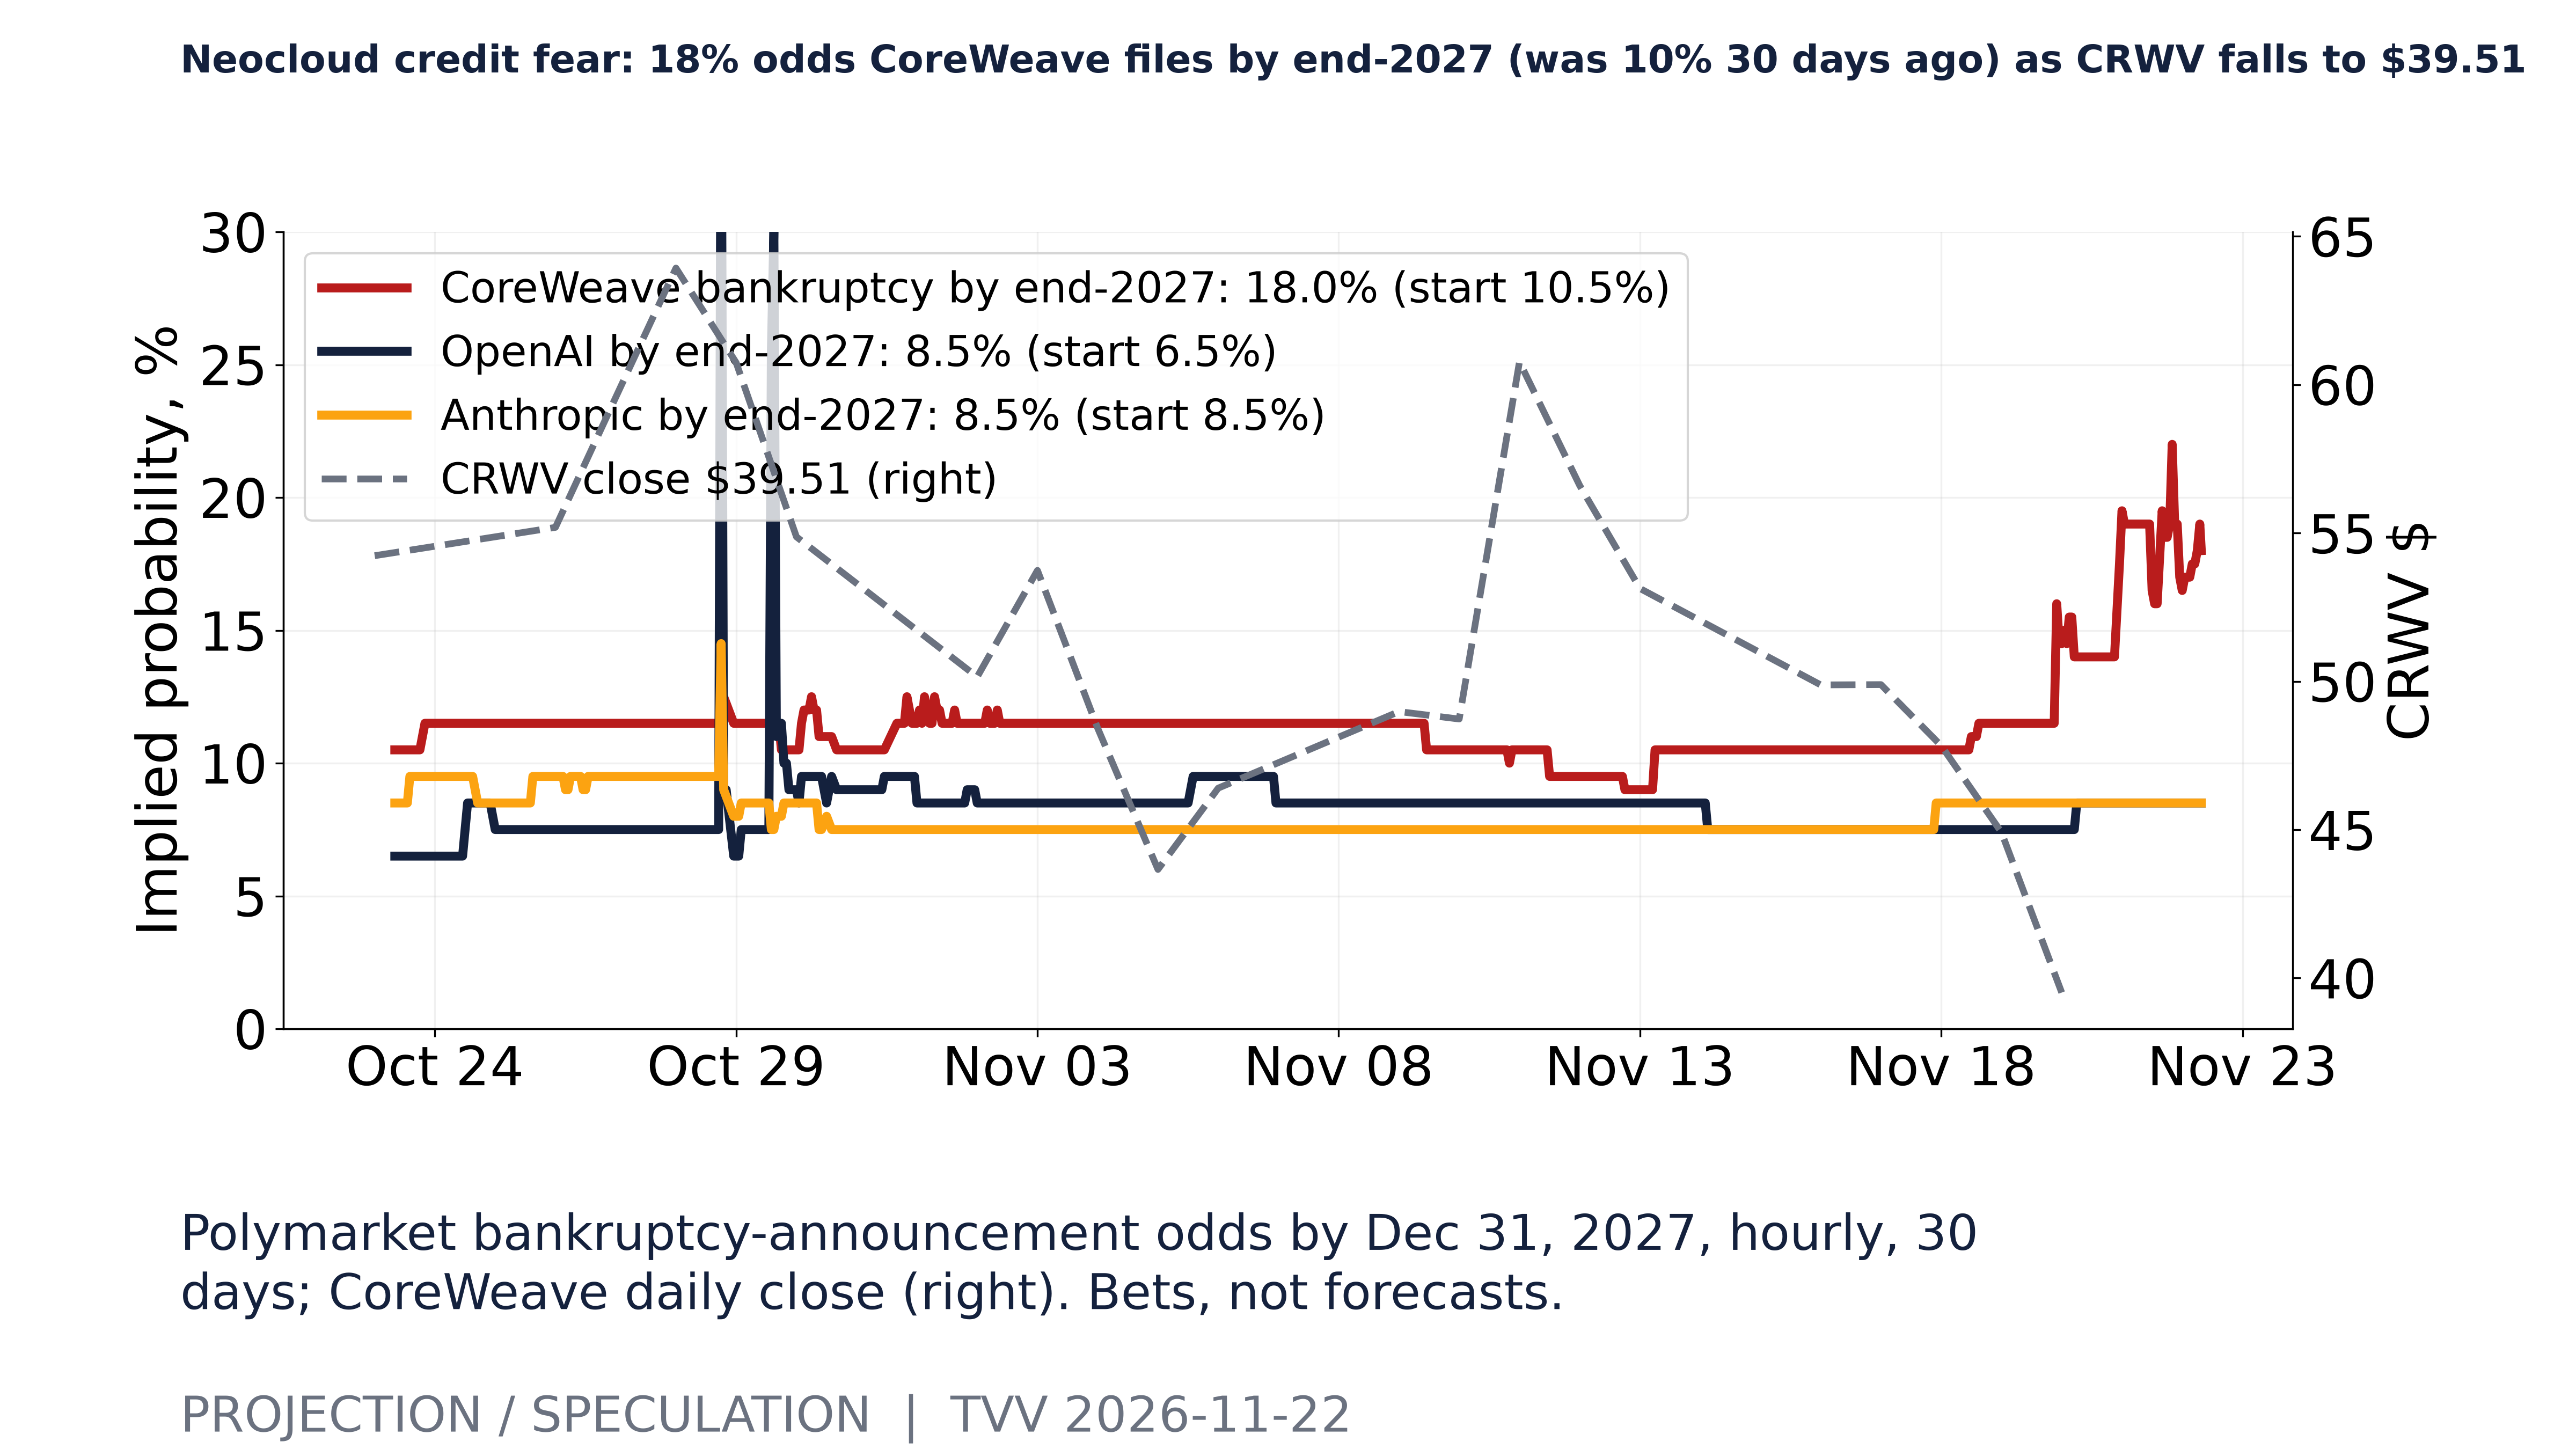 Neocloud credit fear: 18% odds CoreWeave files by end-2027 (was 10% 30 days ago) as CRWV falls to $39.51
30
25
20
15
10
5
0
Implied probability, %
CoreWeave bankruptcy by end-2027: 18.0% (start 10.5%)
OpenAI by end-2027: 8.5% (start 6.5%)
Anthropic by end-2027: 8.5% (start 8.5%)
CRWV close $39.51 (right)
65
60
55
50
45
40
CRWV $
Oct 24
Oct 29
Nov 03
Nov 08
Nov 13
Nov 18
Nov 23
Polymarket bankruptcy-announcement odds by Dec 31, 2027, hourly, 30
days; CoreWeave daily close (right). Bets, not forecasts.
PROJECTION / SPECULATION | TVV 2026-11-22